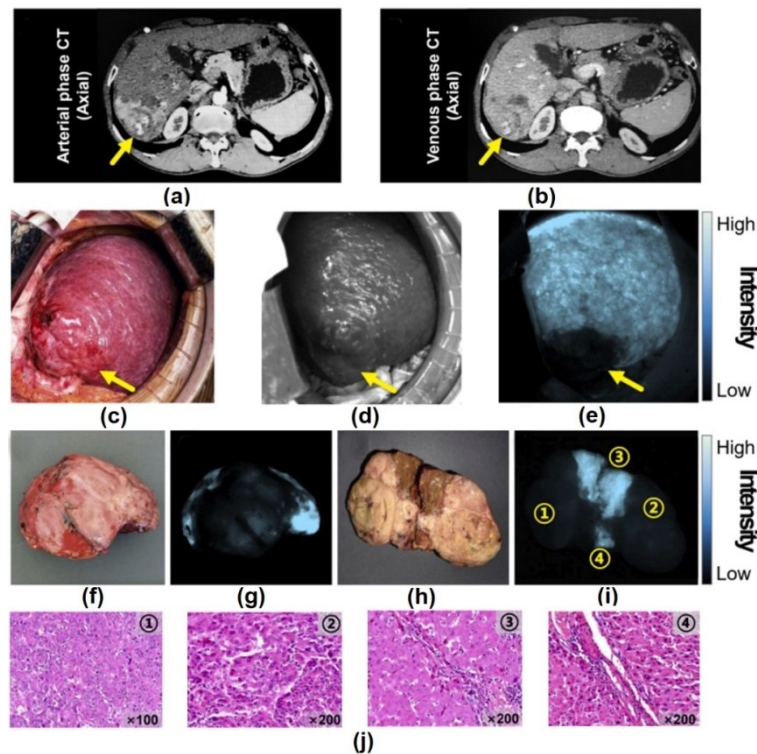 Arterial phase CT
(Axial)
Venous phase CT
(Axial)
(a)
(b)
High
Intensity
Low
(c)
(d)
(e)
③
①
②
④
High
Intensity
Low
(f)
(g)
(h)
(i)
①
②
③
④
×100
×200
×200
×200
(j)